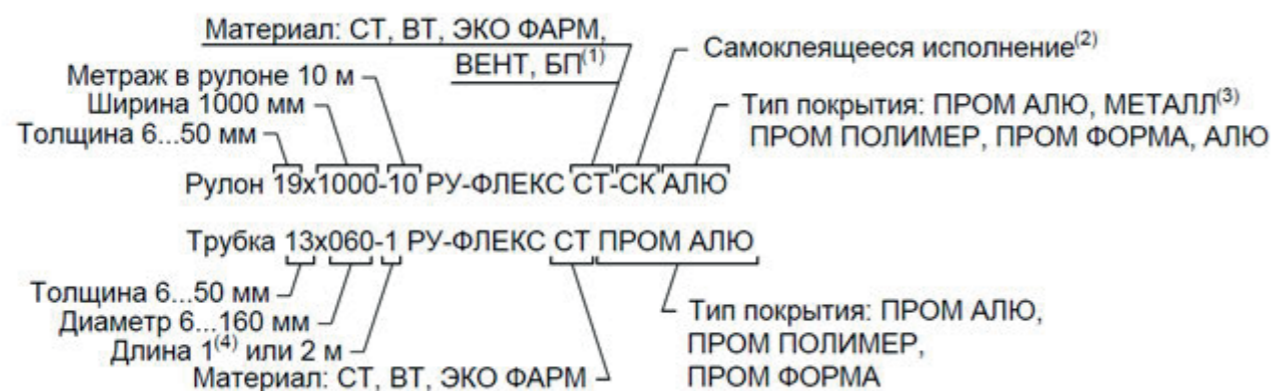 Материал: СТ, ВТ, ЭКО ФАРМ,
ВЕНТ, БП(1)
Самоклеящееся исполнение(2)
Метраж в рулоне 10 м
Ширина 1000 мм
Толщина 6...50 мм
Тип покрытия: ПРОМ АЛЮ, МЕТАЛЛ(3)
ПРОМ ПОЛИМЕР, ПРОМ ФОРМА, АЛЮ
Рулон 19х1000-10 РУ-ФЛЕКС СТ-СК АЛЮ
Трубка 13х060-1 РУ-ФЛЕКС СТ ПРОМ АЛЮ
Толщина 6...50 мм
Диаметр 6...160 мм
Длина 1(4) или 2 м
Материал: СТ, ВТ, ЭКО ФАРМ
Тип покрытия: ПРОМ АЛЮ,
ПРОМ ПОЛИМЕР,
ПРОМ ФОРМА